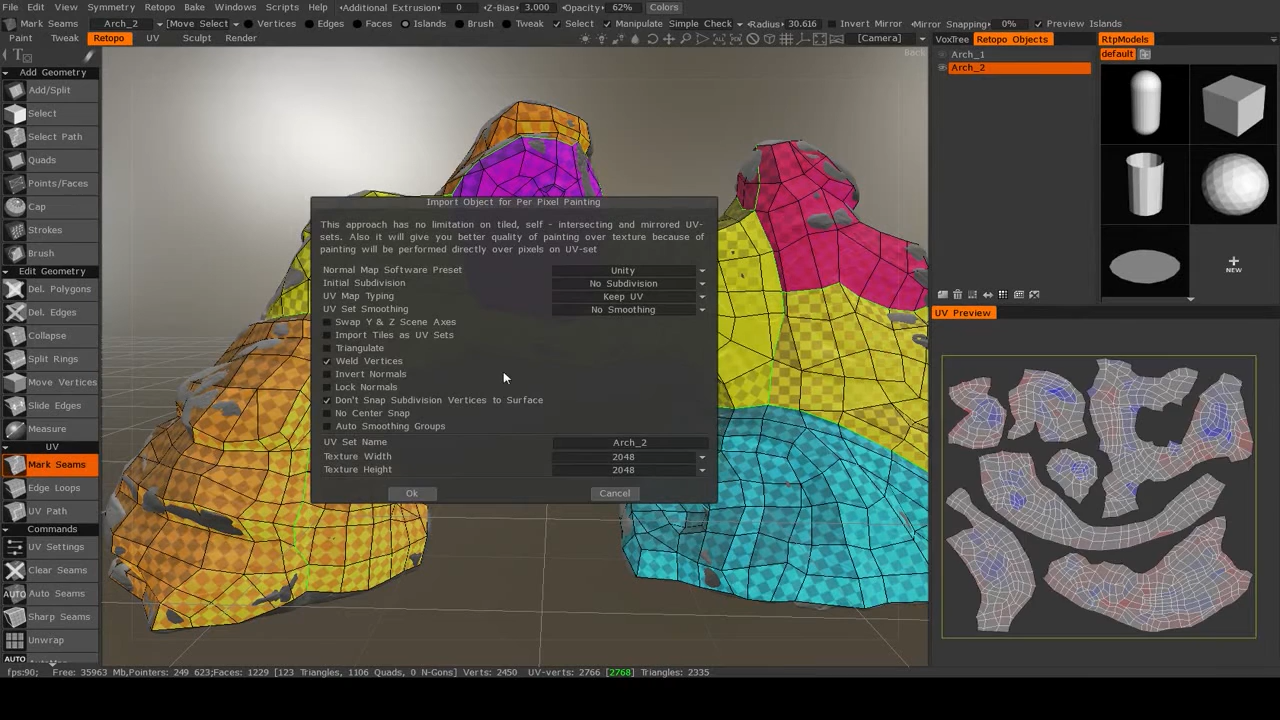 File Edit View Symmetry Retopo Bake Windows Scripts Help Additional Extrusion 0 Z-Bias 3.000 Opacity 62% Colors
Mark Seams Arch_2 [Move Select] Vertices Edges Faces Islands Brush Tweak Select Manipulate Simple Check Radius 30.616 Invert Mirror Mirror Snapping 0% Preview Islands
Paint Tweak Retopo UV Sculpt Render [Camera] VoxTree Retopo Objects RtpModels
Back
Arch_1 default
Arch_2
NEW
Add Geometry
Add/Split
Select
Select Path
Quads
Points/Faces
Cap
Strokes
Brush
Edit Geometry
Del. Polygons
Del. Edges
Collapse
Split Rings
Move Vertices
Slide Edges
Measure
UV
Mark Seams
Edge Loops
UV Path
Commands
UV Settings
Clear Seams
AUTO Auto Seams
Sharp Seams
Unwrap
AUTO
Import Object for Per Pixel Painting
This approach has no limitation on tiled, self - intersecting and mirrored UV-
sets. Also it will give you better quality of painting over texture because of
painting will be performed directly over pixels on UV-set
Normal Map Software Preset Unity
Initial Subdivision No Subdivision
UV Map Typing Keep UV
UV Set Smoothing No Smoothing
Swap Y & Z Scene Axes
Import Tiles as UV Sets
Triangulate
Weld Vertices
Invert Normals
Lock Normals
Don't Snap Subdivision Vertices to Surface
No Center Snap
Auto Smoothing Groups
UV Set Name Arch_2
Texture Width 2048
Texture Height 2048
Ok Cancel
UV Preview
fps:90; Free: 35963 Mb,Pointers: 249 623;Faces: 1229 [123 Triangles, 1106 Quads, 0 N-Gons] Verts: 2450 UV-verts: 2766 [2768] Triangles: 2335